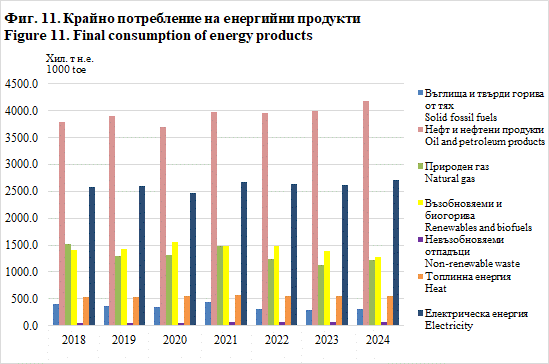 Фиг. 11. Крайно потребление на енергийни продукти
Figure 11. Final consumption of energy products
Хил. т н.е.
1000 toe
4500.0
4000.0
3500.0
3000.0
2500.0
2000.0
1500.0
1000.0
500.0
0.0
2018 2019 2020 2021 2022 2023 2024
Въглища и твърди горива
от тях
Solid fossil fuels
Нефт и нефтени продукти
Oil and petroleum products
Природен газ
Natural gas
Възобновяеми и
биогорива
Renewables and biofuels
Невъзобновяеми
отпадъци
Non-renewable waste
Топлинна енергия
Heat
Електрическа енергия
Electricity